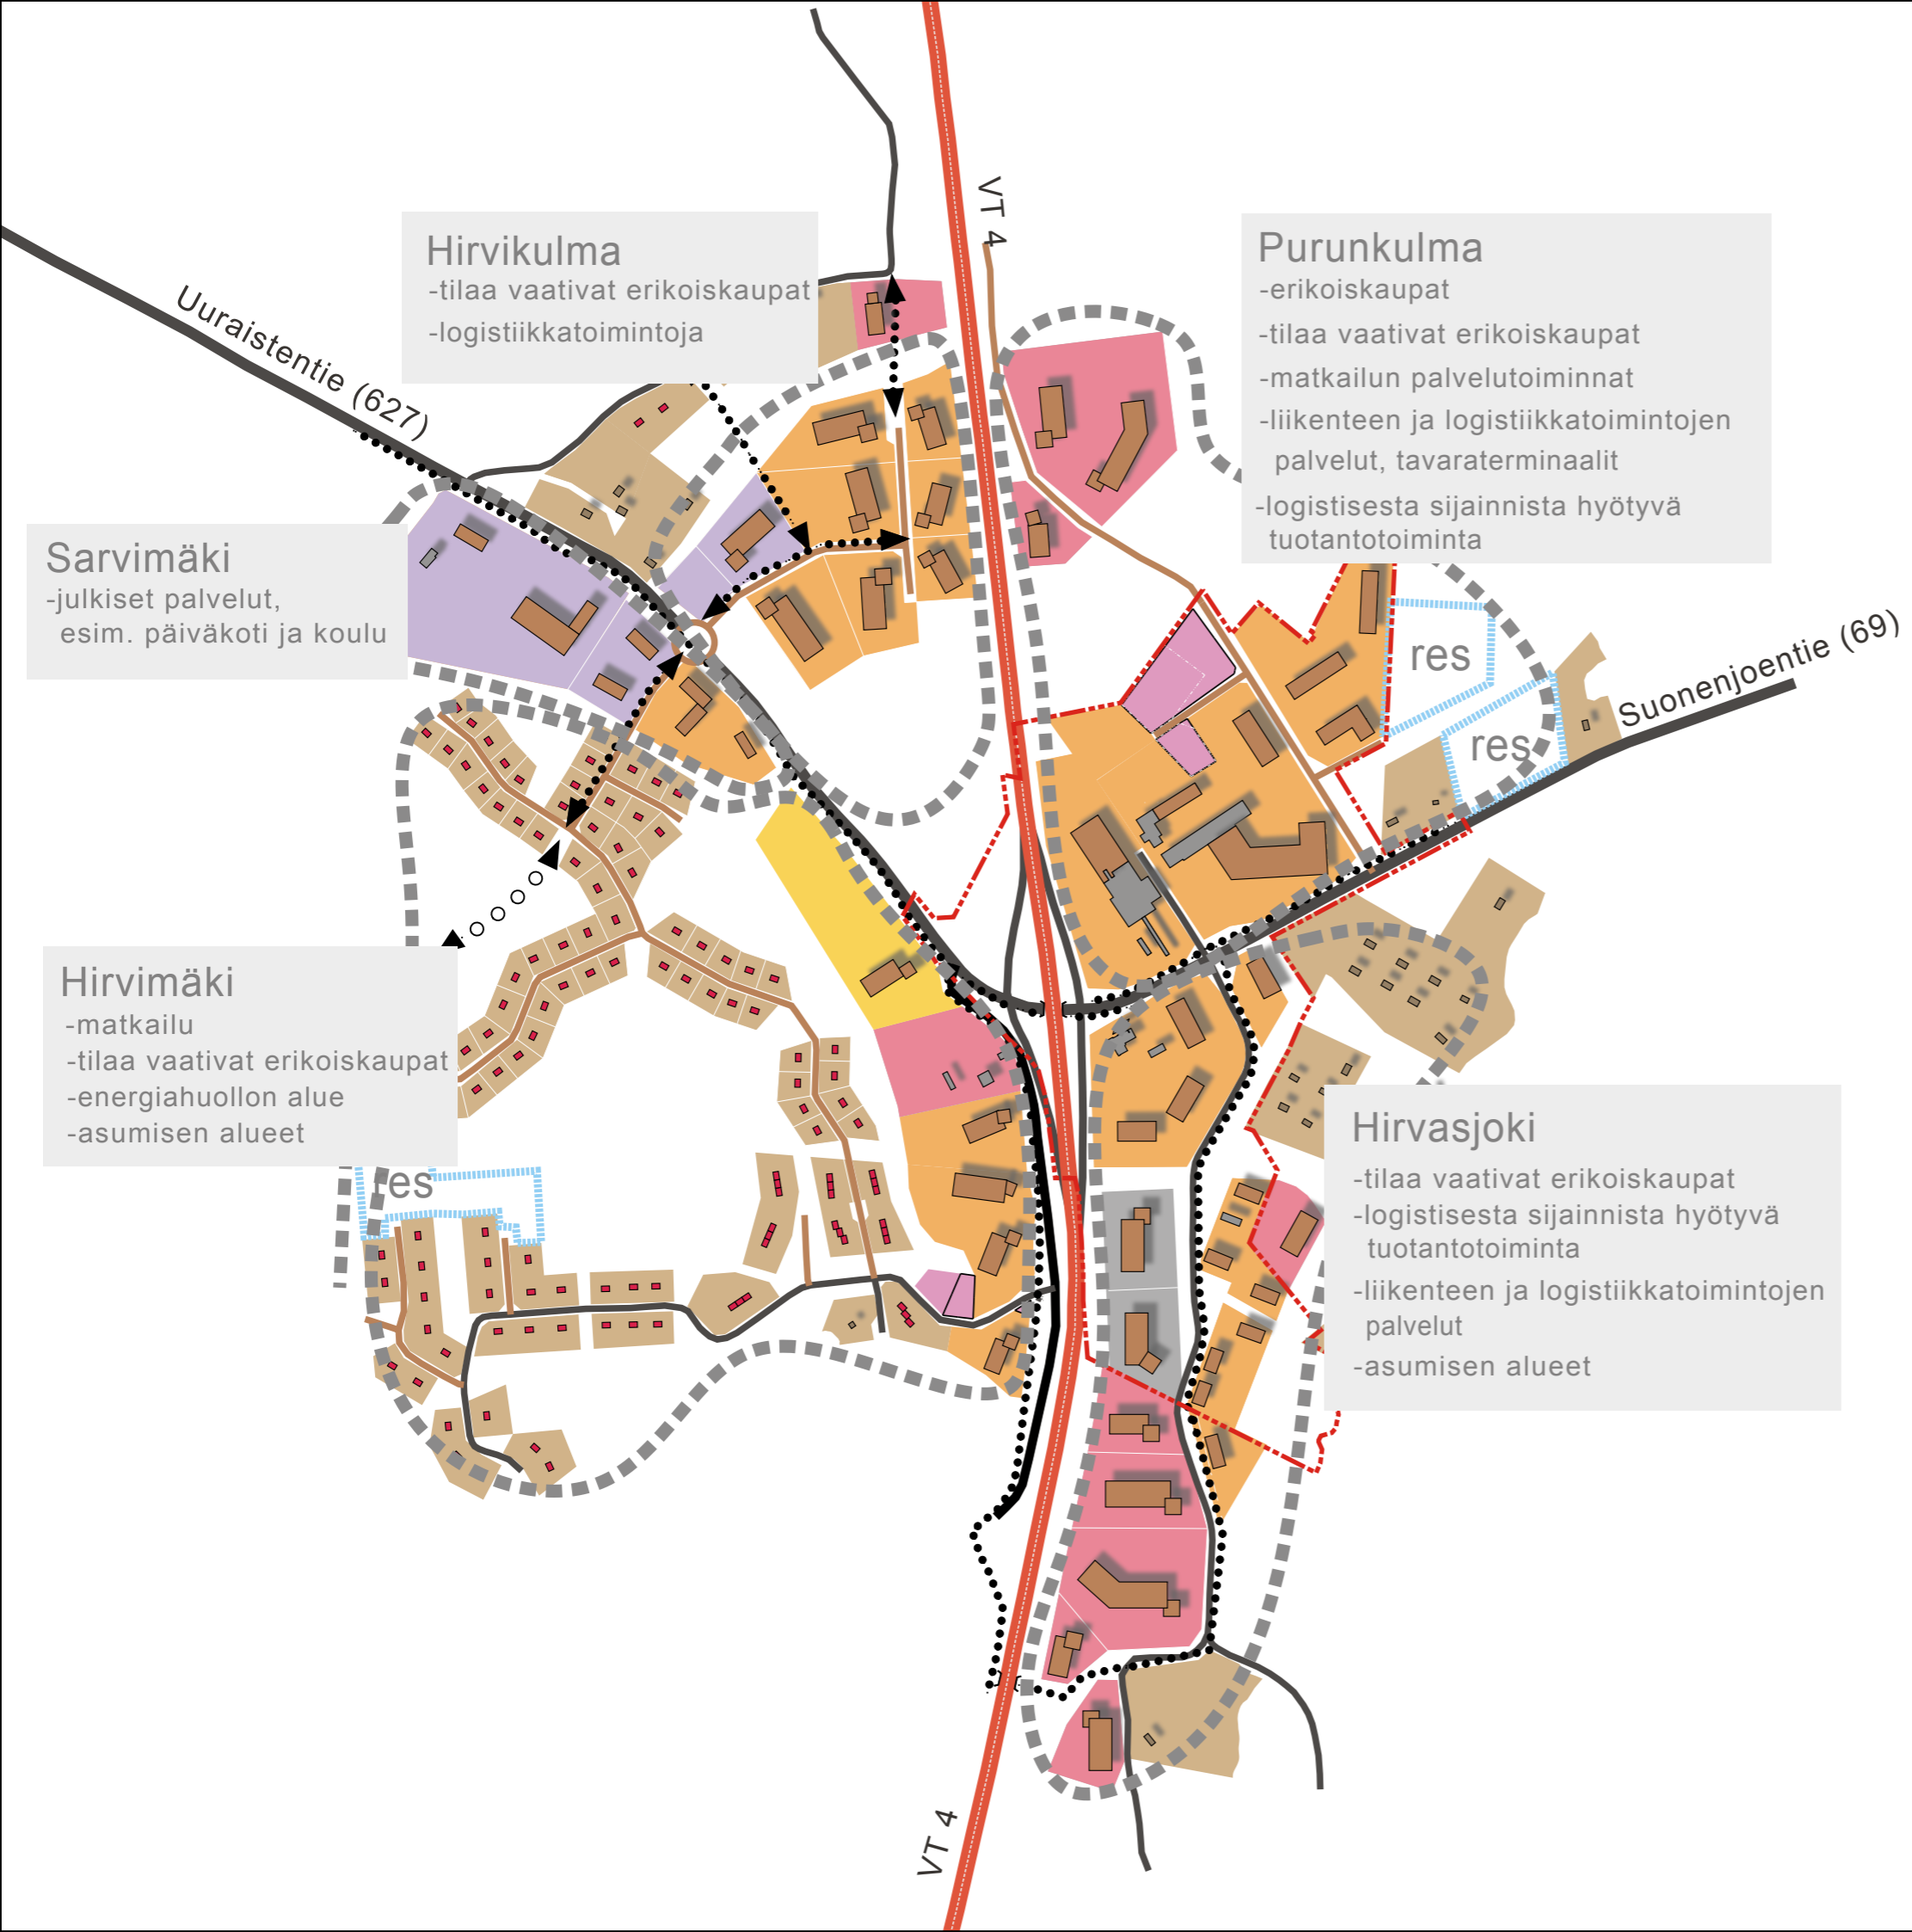 VT 4
Hirvikulma
-tilaa vaativat erikoiskaupat
-logistiikkatoimintoja
Purunkulma
-erikoiskaupat
-tilaa vaativat erikoiskaupat
-matkailun palvelutoiminnat
-liikenteen ja logistiikkatoimintojen
palvelut, tavaraterminaalit
-logistisesta sijainnista hyötyvä
tuotantotoiminta
Uuraistentie (627)
Sarvimäki
-julkiset palvelut,
esim. päiväkoti ja koulu
res
res
Suonenjoentie (69)
Hirvimäki
-matkailu
-tilaa vaativat erikoiskaupat
-energiahuollon alue
-asumisen alueet
res
Hirvasjoki
-tilaa vaativat erikoiskaupat
-logistisesta sijainnista hyötyvä
tuotantotoiminta
-liikenteen ja logistiikkatoimintojen
palvelut
-asumisen alueet
VT 4